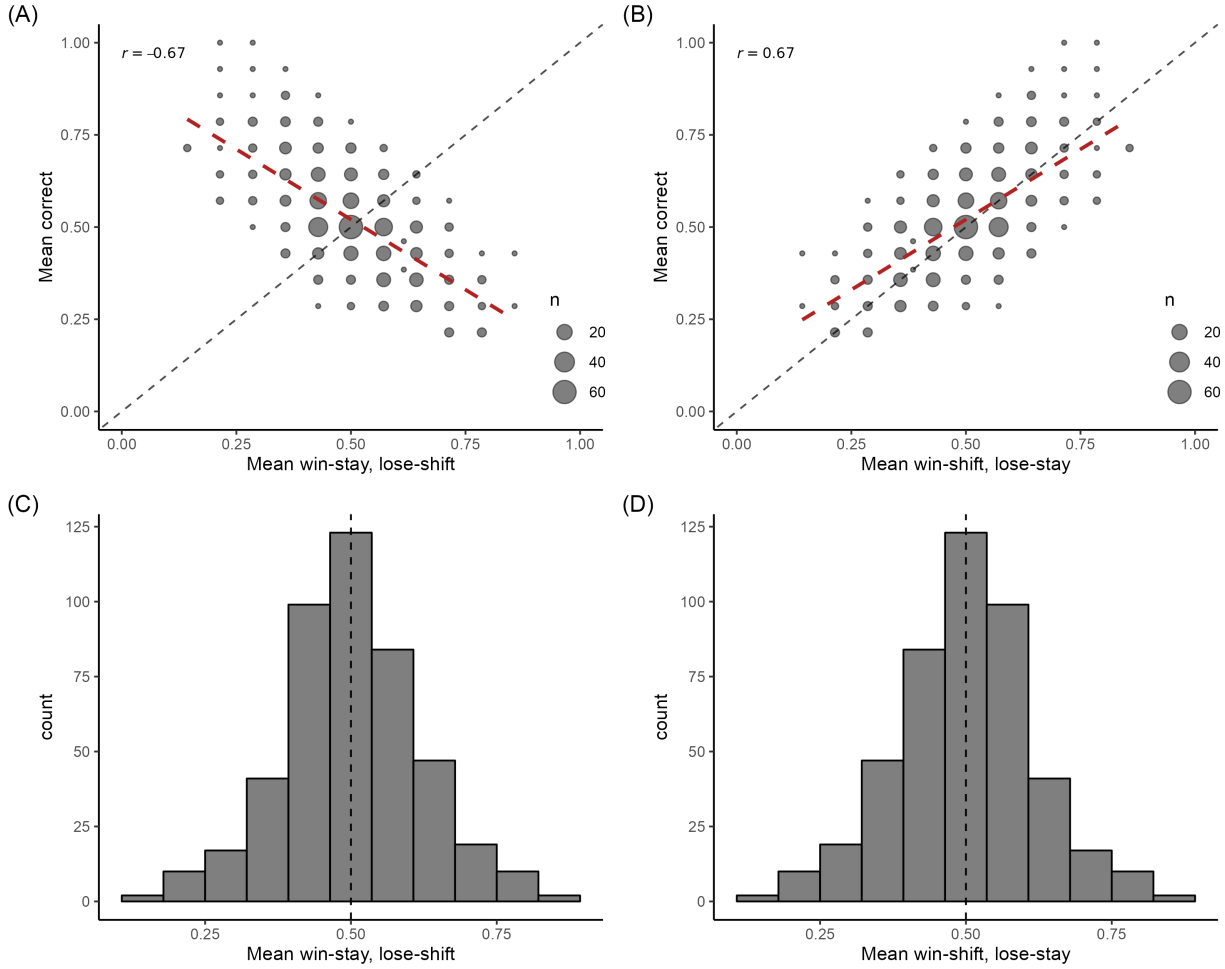 (A)
r = –0.67
1.00
0.75
0.50
0.25
0.00
Mean correct
0.00 0.25 0.50 0.75 1.00
Mean win-stay, lose-shift
n
20
40
60
(B)
r = 0.67
1.00
0.75
0.50
0.25
0.00
Mean correct
0.00 0.25 0.50 0.75 1.00
Mean win-shift, lose-stay
n
20
40
60
(C)
125
100
75
50
25
0
count
0.25 0.50 0.75
Mean win-stay, lose-shift
(D)
125
100
75
50
25
0
count
0.25 0.50 0.75
Mean win-shift, lose-stay